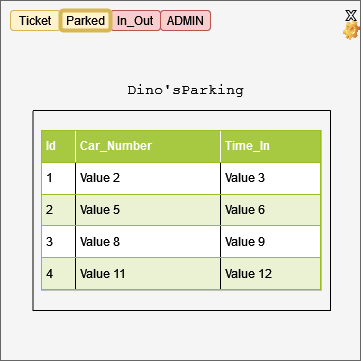 Ticket Parked In_Out ADMIN X
Dino'sParking
Id Car_Number Time_In
1 Value 2 Value 3
2 Value 5 Value 6
3 Value 8 Value 9
4 Value 11 Value 12